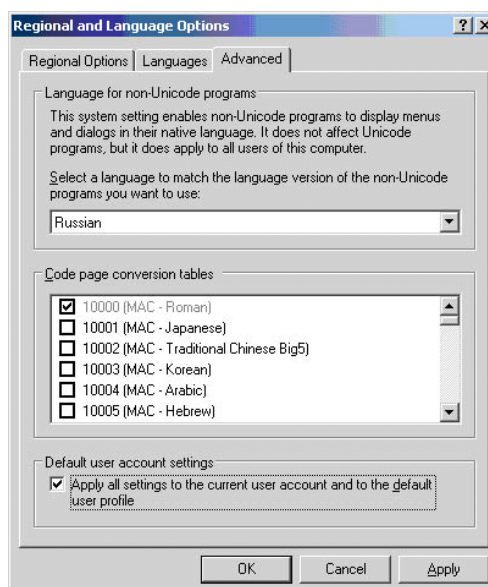 Regional and Language Options
Regional Options
Languages
Advanced
Language for non-Unicode programs
This system setting enables non-Unicode programs to display menus
and dialogs in their native language. It does not affect Unicode
programs, but it does apply to all users of this computer.
Select a language to match the language version of the non-Unicode
programs you want to use:
Russian
Code page conversion tables
10000 (MAC - Roman)
10001 (MAC - Japanese)
10002 (MAC - Traditional Chinese Big5)
10003 (MAC - Korean)
10004 (MAC - Arabic)
10005 (MAC - Hebrew)
Default user account settings
Apply all settings to the current user account and to the default
user profile
OK
Cancel
Apply